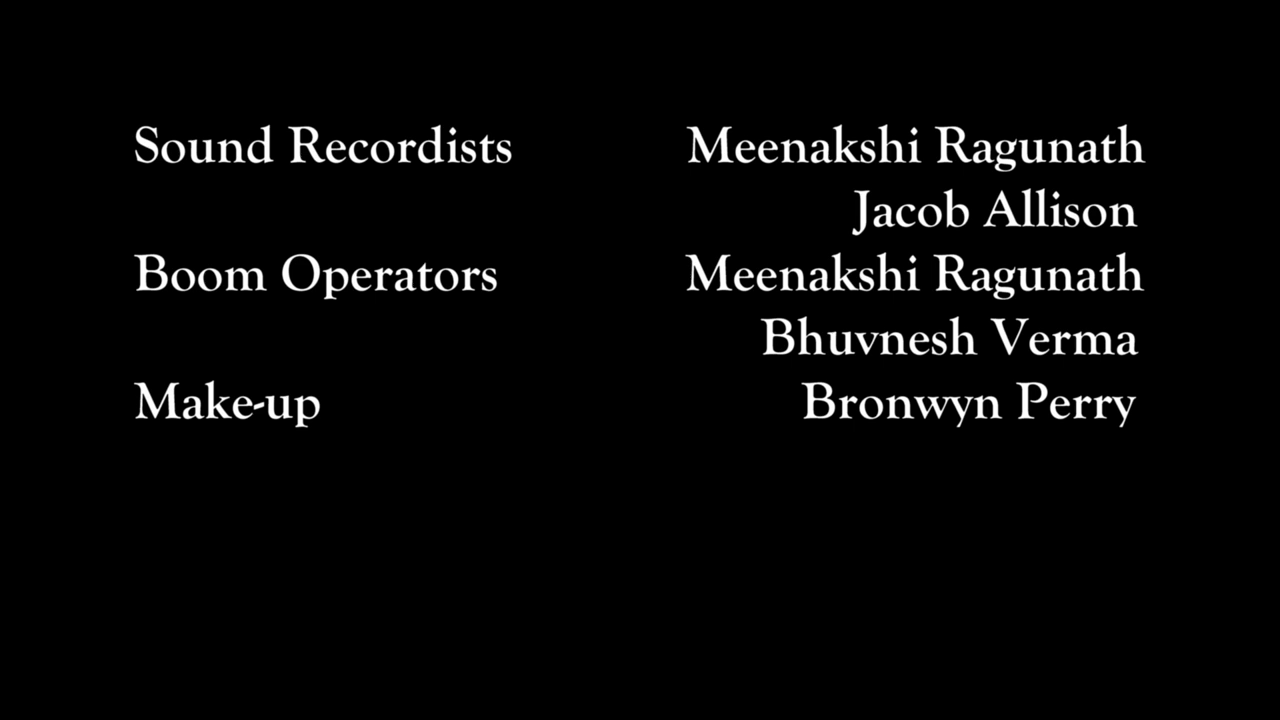 Sound Recordists Meenakshi Ragunath
Jacob Allison
Boom Operators Meenakshi Ragunath
Bhuvnesh Verma
Make-up Bronwyn Perry